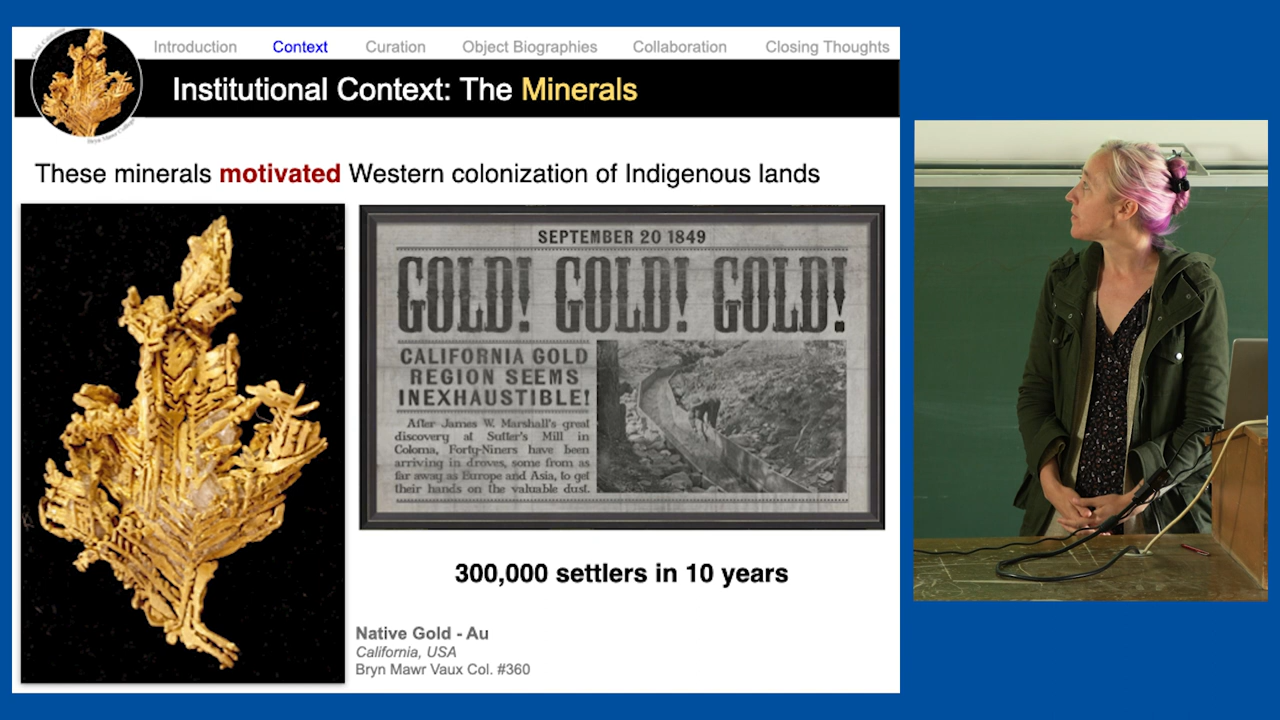 Introduction Context Curation Object Biographies Collaboration Closing Thoughts
Institutional Context: The Minerals
These minerals motivated Western colonization of Indigenous lands
SEPTEMBER 20 1849
GOLD! GOLD! GOLD!
CALIFORNIA GOLD
REGION SEEMS
INEXHAUSTIBLE!
After James W. Marshall's great
discovery at Sutter's Mill in
Coloma, Forty-Niners have been
arriving in droves, some from as
far away as Europe and Asia, to get
their hands on the valuable dust.
300,000 settlers in 10 years
Native Gold - Au
California, USA
Bryn Mawr Vaux Col. #360